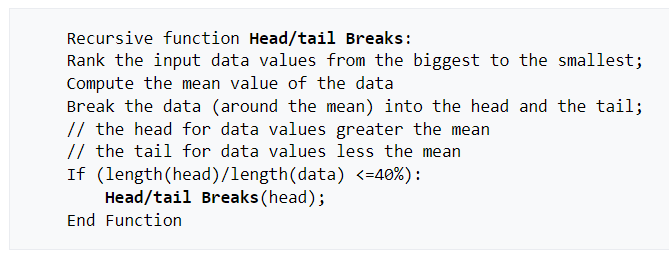 Recursive function Head/tail Breaks:
Rank the input data values from the biggest to the smallest;
Compute the mean value of the data
Break the data (around the mean) into the head and the tail;
// the head for data values greater the mean
// the tail for data values less the mean
If (length(head)/length(data) <=40%):
    Head/tail Breaks(head);
End Function